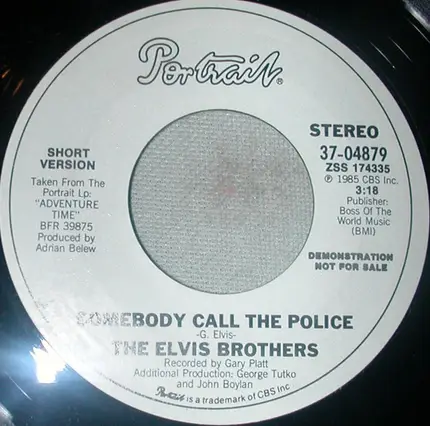 Portrait®
SHORT
VERSION
Taken From The
Portrait Lp:
"ADVENTURE
TIME"
BFR 39875
Produced by
Adrian Belew
STEREO
37-04879
ZSS 174335
℗ 1985 CBS Inc.
3:18
Publisher:
Boss Of The
World Music
(BMI)
DEMONSTRATION
NOT FOR SALE
SOMEBODY CALL THE POLICE
-G. Elvis-
THE ELVIS BROTHERS
Recorded by Gary Platt
Additional Production: George Tutko
and John Boylan
Portrait is a trademark of CBS Inc